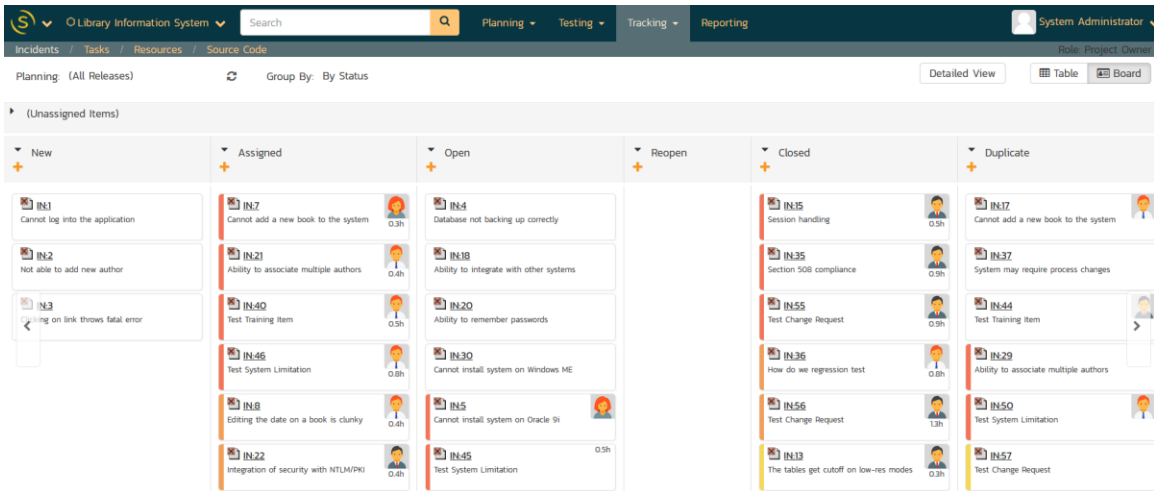 Library Information System
Search
Planning
Testing
Tracking
Reporting
System Administrator
Incidents / Tasks / Resources / Source Code
Role: Project Owner
Planning: (All Releases)
Group By: By Status
Detailed View
Table
Board
(Unassigned Items)
New
Assigned
Open
Reopen
Closed
Duplicate
IN:1
Cannot log into the application
IN:2
Not able to add new author
IN:3
Clicking on link throws fatal error
IN:7
Cannot add a new book to the system
0.3h
IN:21
Ability to associate multiple authors
0.4h
IN:40
Test Training Item
0.5h
IN:46
Test System Limitation
0.8h
IN:8
Editing the date on a book is clunky
0.4h
IN:22
Integration of security with NTLM/PKI
0.4h
IN:4
Database not backing up correctly
IN:18
Ability to integrate with other systems
IN:20
Ability to remember passwords
IN:30
Cannot install system on Windows ME
IN:5
Cannot install system on Oracle 9i
IN:45
0.5h
Test System Limitation
IN:15
Session handling
0.5h
IN:35
Section 508 compliance
0.9h
IN:55
Test Change Request
0.9h
IN:36
How do we regression test
0.8h
IN:56
Test Change Request
1.3h
IN:13
The tables get cutoff on low-res modes
0.3h
IN:17
Cannot add a new book to the system
IN:37
System may require process changes
IN:44
Test Training Item
IN:29
Ability to associate multiple authors
IN:50
Test System Limitation
IN:57
Test Change Request